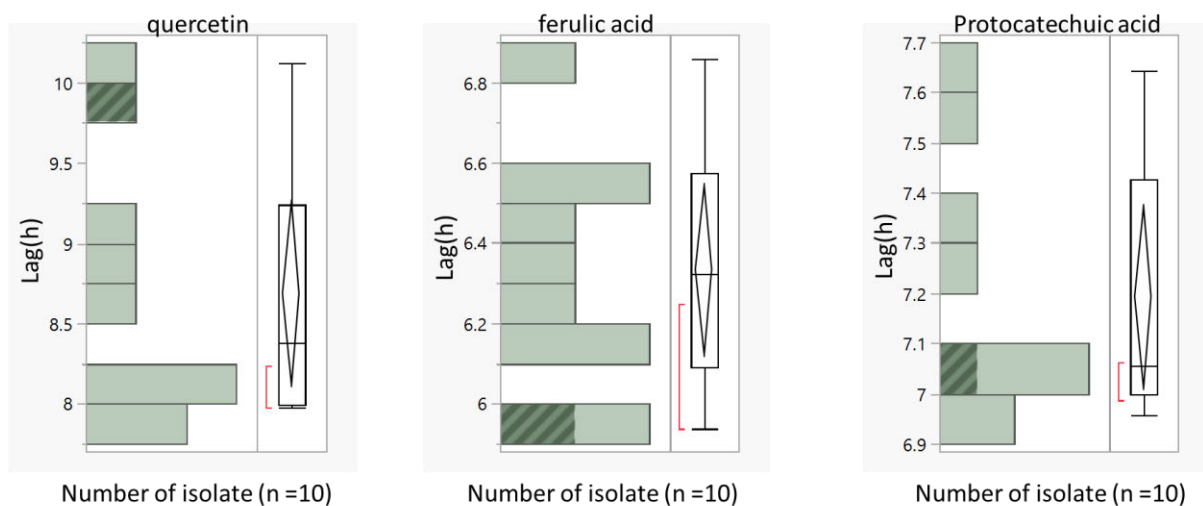 quercetin
Lag(h)
10
9.5
9
8.5
8
Number of isolate (n =10)
ferulic acid
Lag(h)
6.8
6.6
6.4
6.2
6
Number of isolate (n =10)
Protocatechuic acid
Lag(h)
7.7
7.6
7.5
7.4
7.3
7.2
7.1
7
6.9
Number of isolate (n =10)